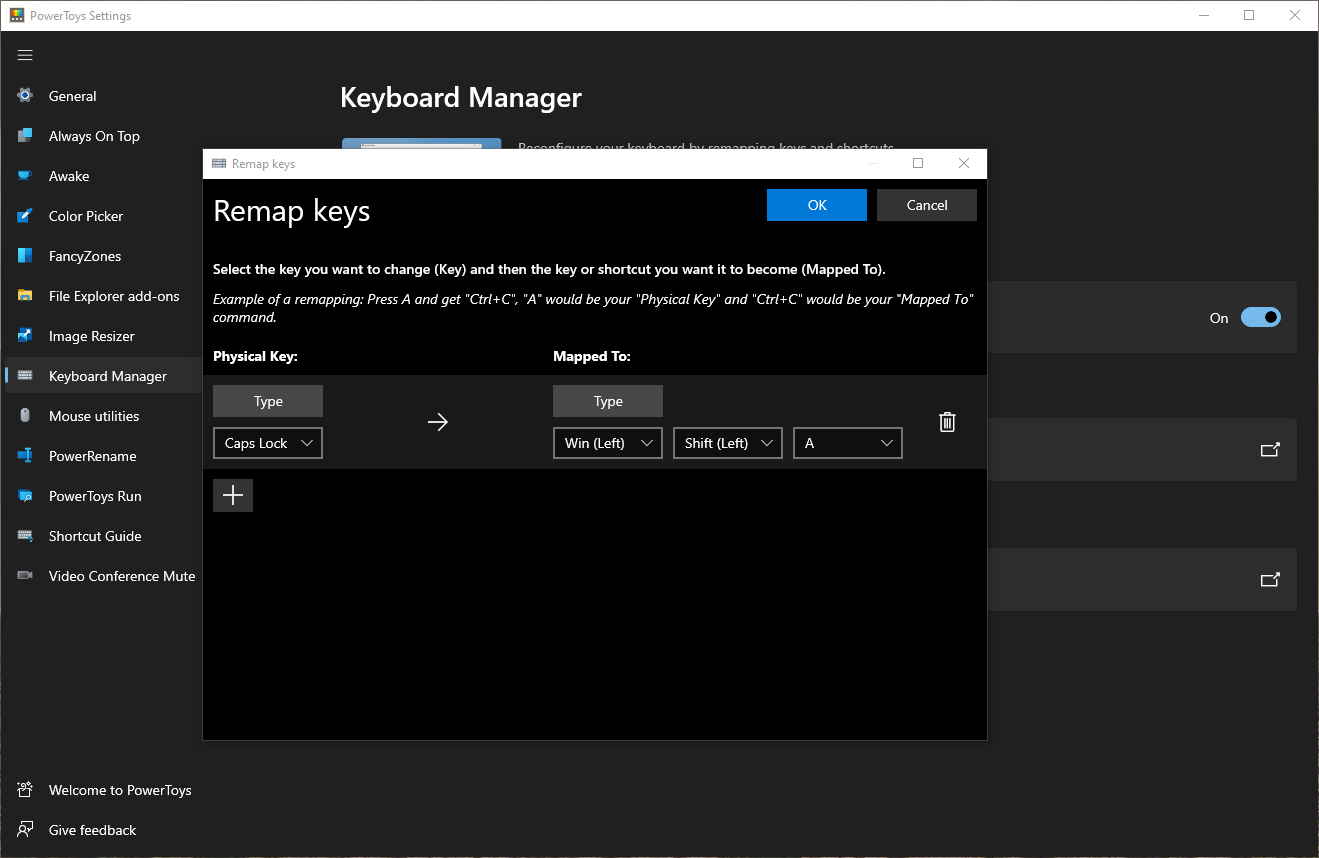 PowerToys Settings
General
Always On Top
Awake
Color Picker
FancyZones
File Explorer add-ons
Image Resizer
Keyboard Manager
Mouse utilities
PowerRename
PowerToys Run
Shortcut Guide
Video Conference Mute
Welcome to PowerToys
Give feedback
Keyboard Manager
Reconfigure your keyboard by remapping keys and shortcuts
On
Remap keys
Remap keys
OK
Cancel
Select the key you want to change (Key) and then the key or shortcut you want it to become (Mapped To).
Example of a remapping: Press A and get "Ctrl+C", "A" would be your "Physical Key" and "Ctrl+C" would be your "Mapped To"
command.
Physical Key:
Mapped To:
Type
Type
Caps Lock
Win (Left)
Shift (Left)
A